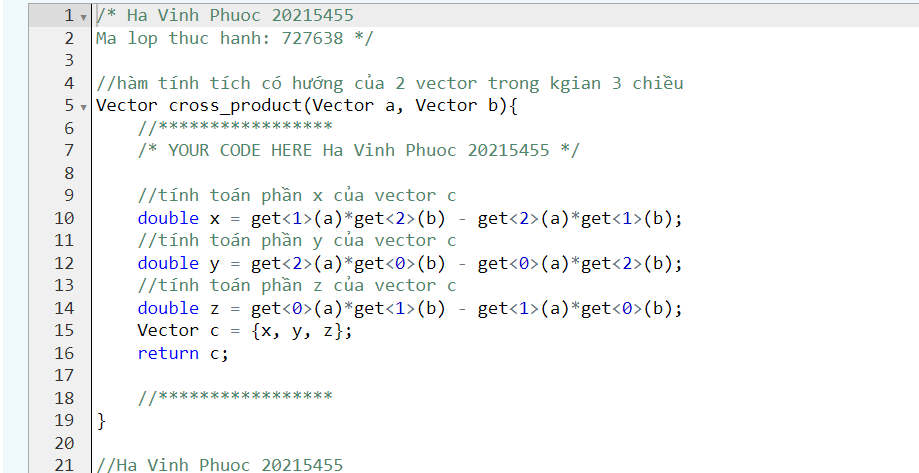 1 /* Ha Vinh Phuoc 20215455
2 Ma lop thuc hanh: 727638 */
3
4 //hàm tính tích có hướng của 2 vector trong kgian 3 chiều
5 Vector cross_product(Vector a, Vector b){
6 //*****************
7 /* YOUR CODE HERE Ha Vinh Phuoc 20215455 */
8
9 //tính toán phần x của vector c
10 double x = get<1>(a)*get<2>(b) - get<2>(a)*get<1>(b);
11 //tính toán phần y của vector c
12 double y = get<2>(a)*get<0>(b) - get<0>(a)*get<2>(b);
13 //tính toán phần z của vector c
14 double z = get<0>(a)*get<1>(b) - get<1>(a)*get<0>(b);
15 Vector c = {x, y, z};
16 return c;
17
18 //*****************
19 }
20
21 //Ha Vinh Phuoc 20215455